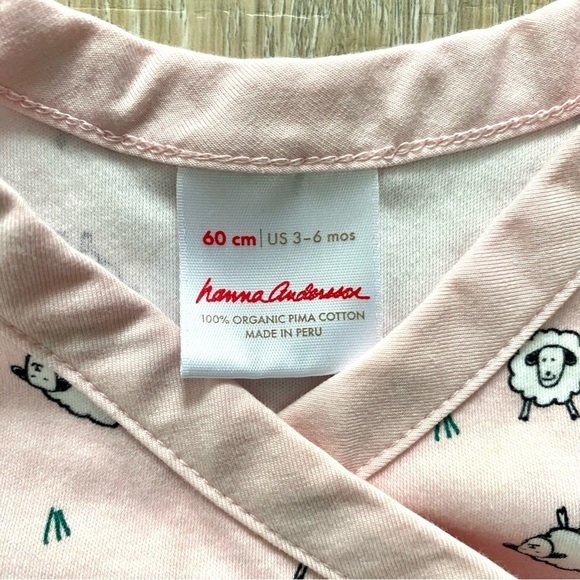 60 cm | US 3-6 mos
hanna andersson
100% ORGANIC PIMA COTTON
MADE IN PERU